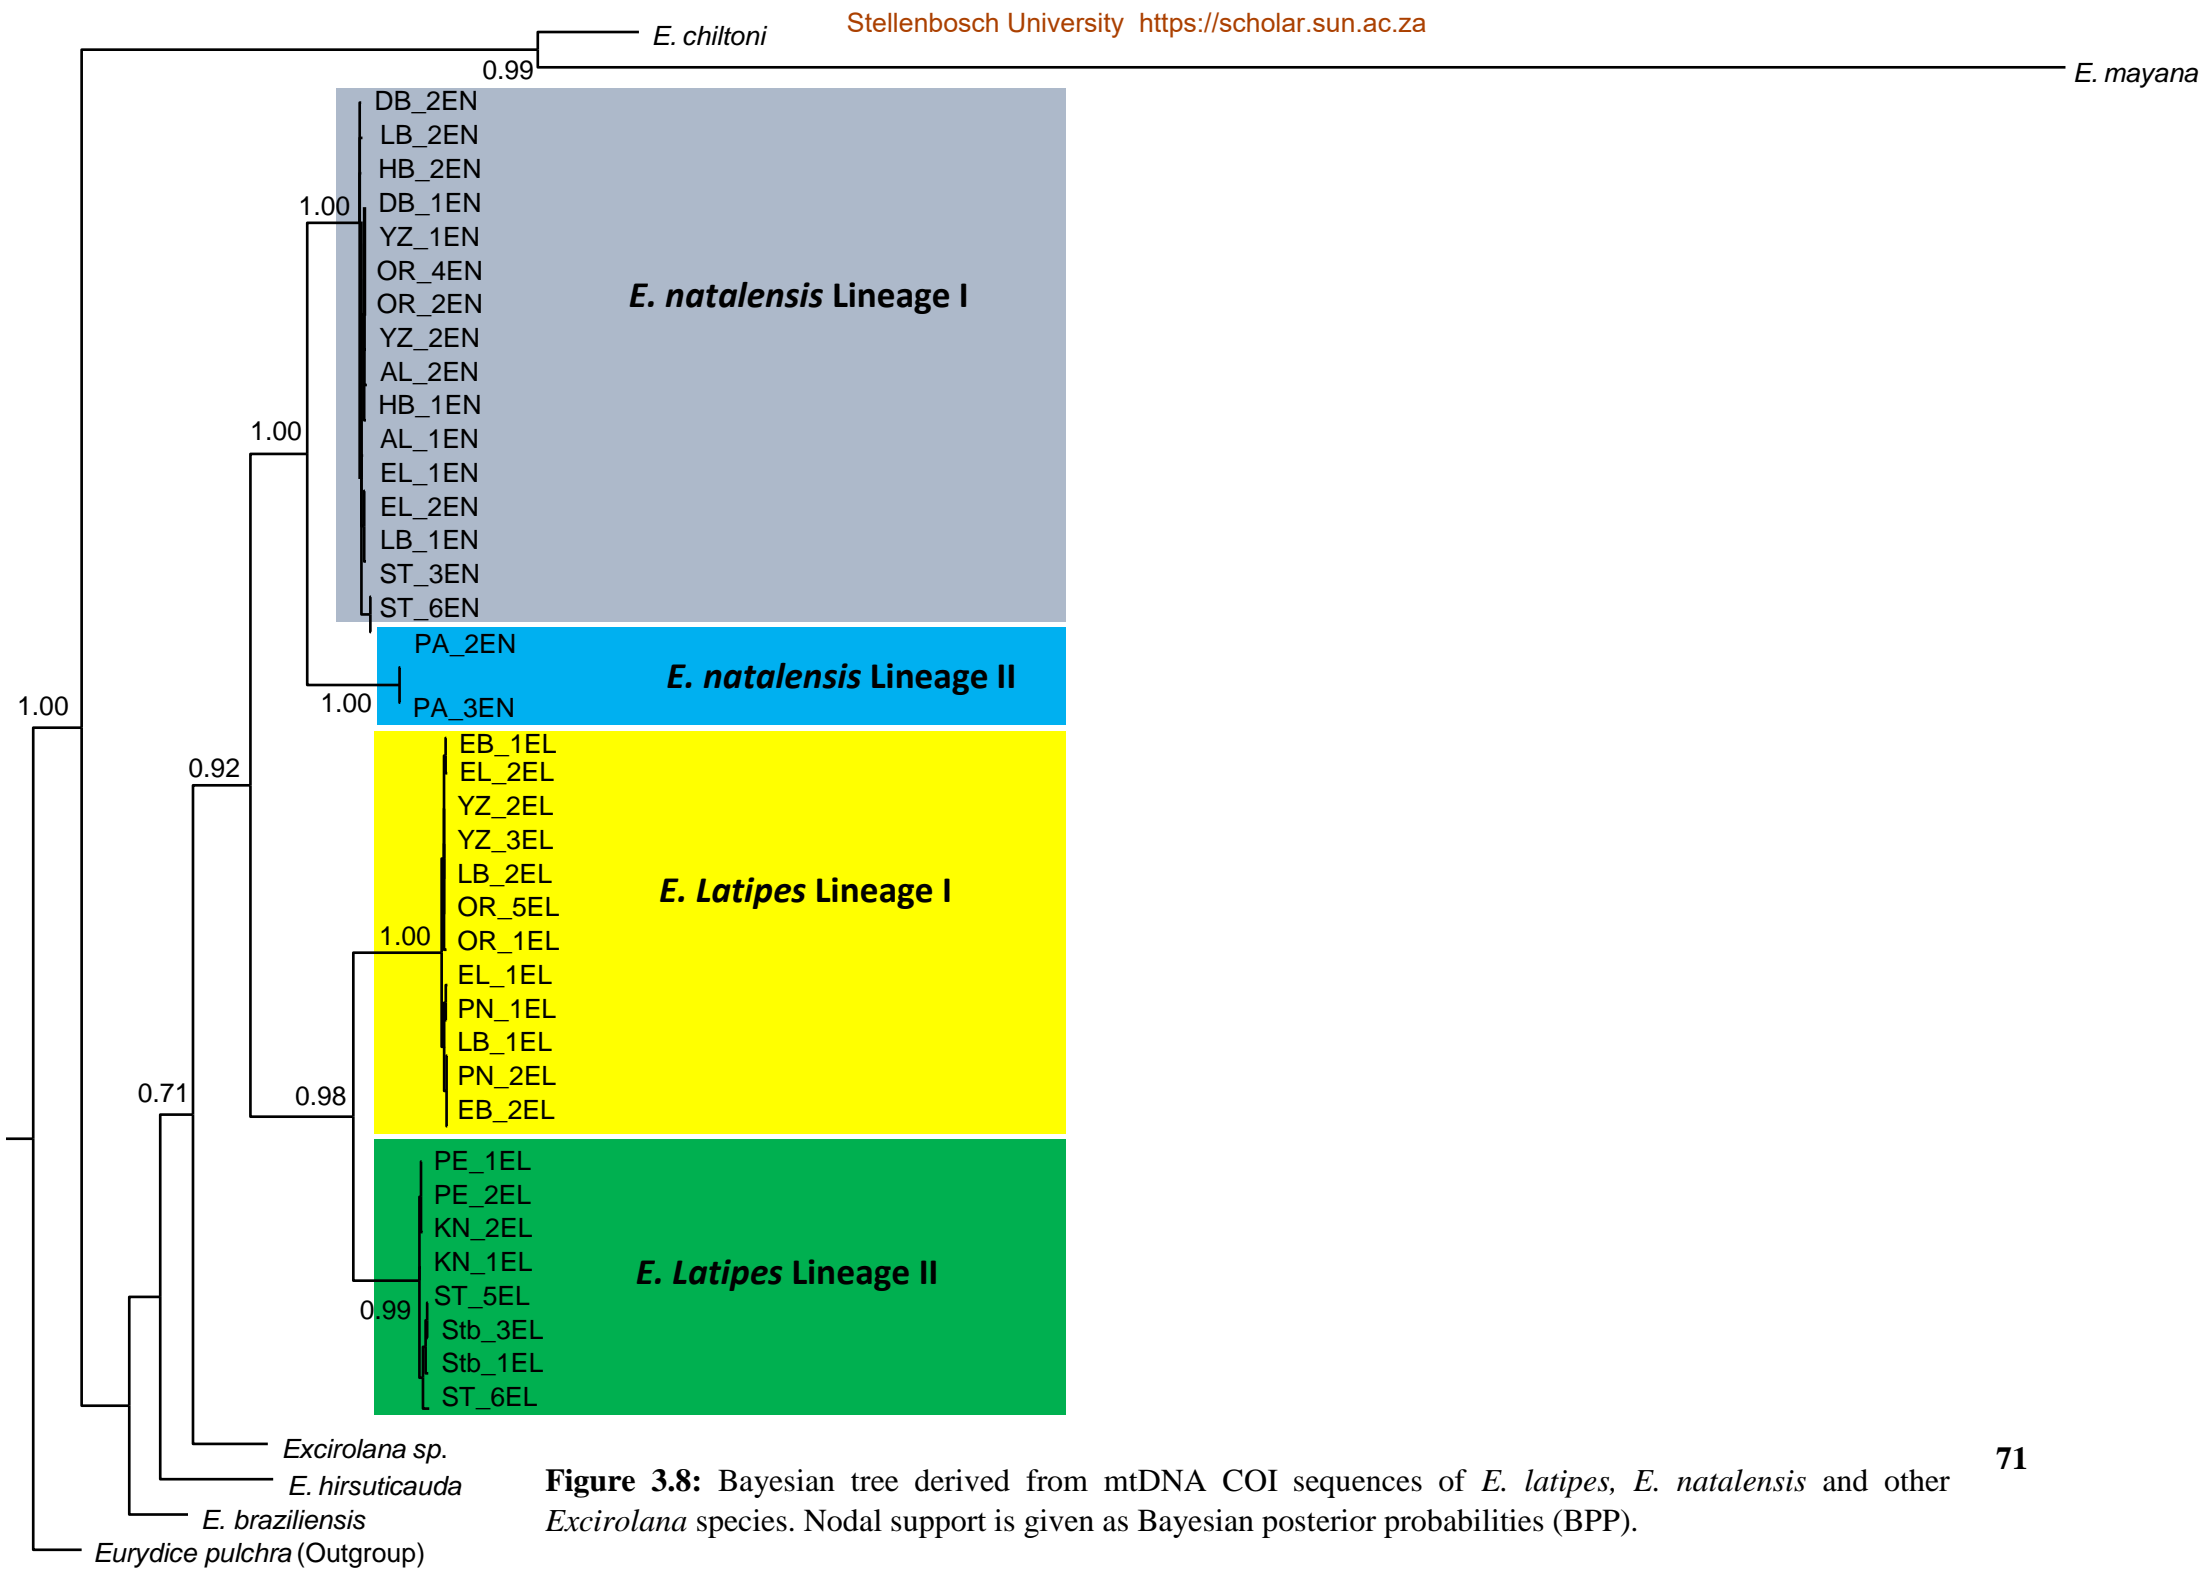 Stellenbosch University https://scholar.sun.ac.za
E. chiltoni
0.99
E. mayana
DB_2EN
LB_2EN
HB_2EN
DB_1EN
1.00
YZ_1EN
OR_4EN
E. natalensis Lineage I
OR_2EN
YZ_2EN
AL_2EN
HB_1EN
1.00
AL_1EN
EL_1EN
EL_2EN
LB_1EN
ST_3EN
ST_6EN
PA_2EN
E. natalensis Lineage II
1.00
PA_3EN
1.00
EB_1EL
0.92
EL_2EL
YZ_2EL
YZ_3EL
LB_2EL
E. Latipes Lineage I
OR_5EL
1.00
OR_1EL
EL_1EL
PN_1EL
LB_1EL
PN_2EL
0.71
0.98
EB_2EL
PE_1EL
PE_2EL
KN_2EL
KN_1EL
E. Latipes Lineage II
ST_5EL
0.99
Stb_3EL
Stb_1EL
ST_6EL
Excirolana sp.
E. hirsuticauda
E. braziliensis
Eurydice pulchra (Outgroup)
71
Figure 3.8: Bayesian tree derived from mtDNA COI sequences of E. latipes, E. natalensis and other
Excirolana species. Nodal support is given as Bayesian posterior probabilities (BPP).